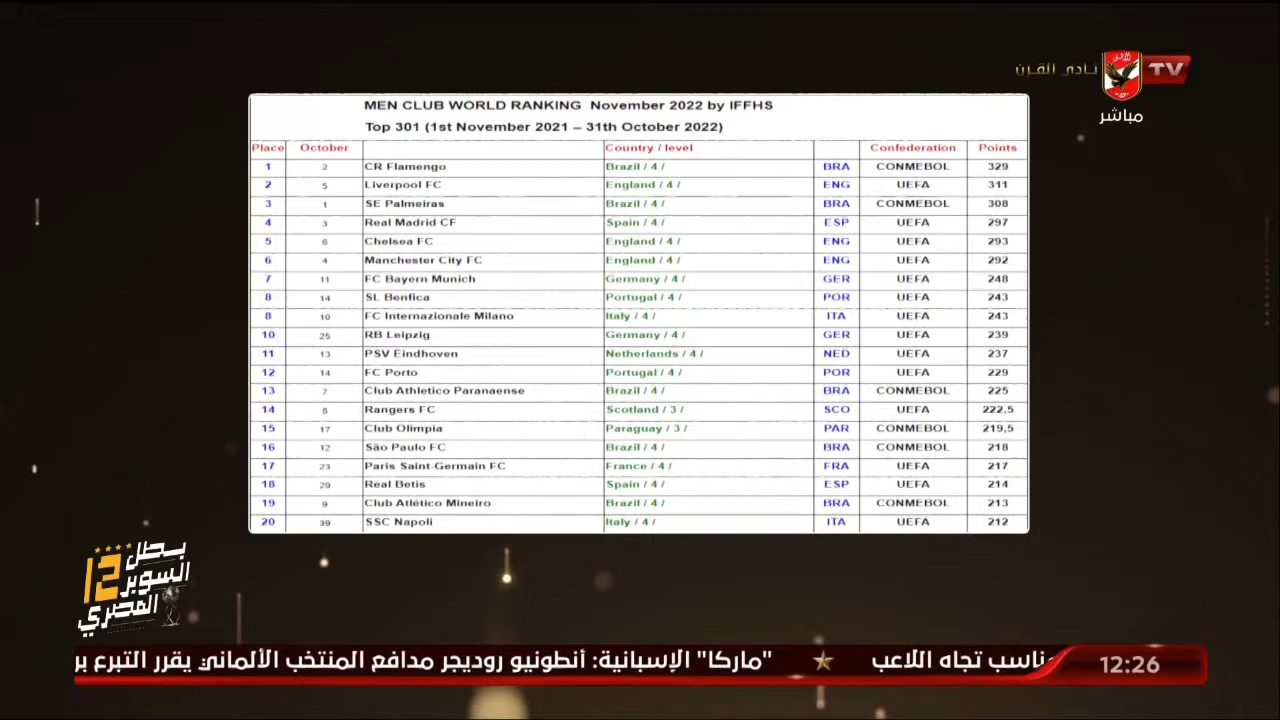 نادي القرن
TV
مباشر
MEN CLUB WORLD RANKING November 2022 by IFFHS
Top 301 (1st November 2021 – 31th October 2022)
Place October Country / level Confederation Points
1 2 CR Flamengo Brazil / 4 / BRA CONMEBOL 329
2 5 Liverpool FC England / 4 / ENG UEFA 311
3 1 SE Palmeiras Brazil / 4 / BRA CONMEBOL 308
4 3 Real Madrid CF Spain / 4 / ESP UEFA 297
5 6 Chelsea FC England / 4 / ENG UEFA 293
6 4 Manchester City FC England / 4 / ENG UEFA 292
7 11 FC Bayern Munich Germany / 4 / GER UEFA 248
8 14 SL Benfica Portugal / 4 / POR UEFA 243
8 10 FC Internazionale Milano Italy / 4 / ITA UEFA 243
10 25 RB Leipzig Germany / 4 / GER UEFA 239
11 13 PSV Eindhoven Netherlands / 4 / NED UEFA 237
12 14 FC Porto Portugal / 4 / POR UEFA 229
13 7 Club Athletico Paranaense Brazil / 4 / BRA CONMEBOL 225
14 8 Rangers FC Scotland / 3 / SCO UEFA 222,5
15 17 Club Olimpia Paraguay / 3 / PAR CONMEBOL 219,5
16 12 São Paulo FC Brazil / 4 / BRA CONMEBOL 218
17 23 Paris Saint-Germain FC France / 4 / FRA UEFA 217
18 29 Real Betis Spain / 4 / ESP UEFA 214
19 9 Club Atlético Mineiro Brazil / 4 / BRA CONMEBOL 213
20 39 SSC Napoli Italy / 4 / ITA UEFA 212
بطل
السوبر 12
المصري
ناسب تجاه اللاعب "ماركا" الإسبانية: أنطونيو روديجر مدافع المنتخب الألماني يقرر التبرع بر
12:26